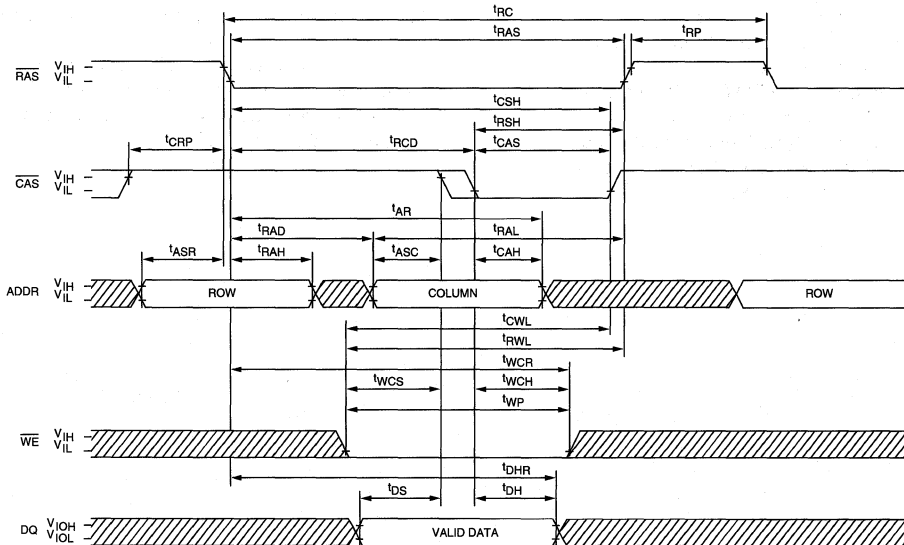 tRC
tRAS
tRP
RAS VIH
VIL
tCSH
tRSH
tCRP
tRCD
tCAS
CAS VIH
VIL
tAR
tRAD
tRAL
tASR
tRAH
tASC
tCAH
ADDR VIH
VIL
ROW
COLUMN
ROW
tCWL
tRWL
tWCR
tWCS
tWCH
tWP
WE VIH
VIL
tDHR
tDS
tDH
DQ VIOH
VIOL
VALID DATA